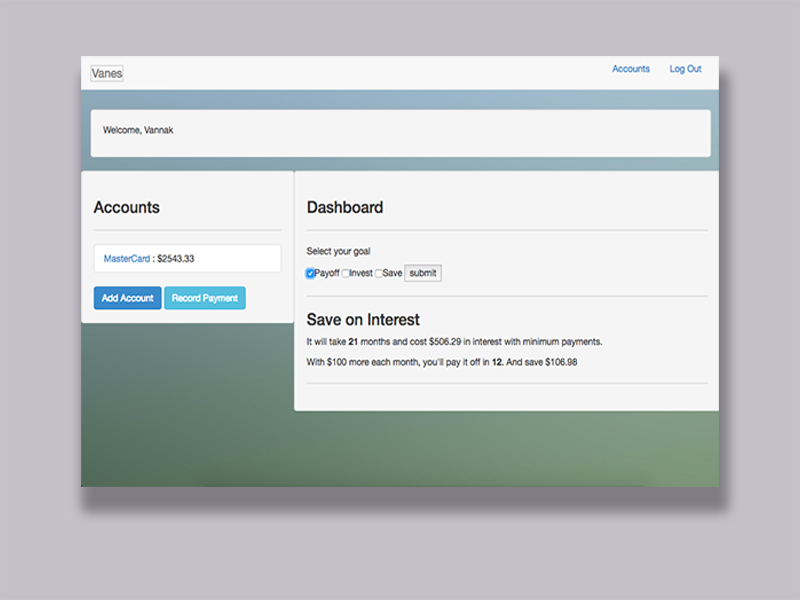 Vanes
Accounts Log Out
Welcome, Vannak
Accounts
MasterCard : $2543.33
Add Account Record Payment
Dashboard
Select your goal
Payoff Invest Save submit
Save on Interest
It will take 21 months and cost $506.29 in interest with minimum payments.
With $100 more each month, you'll pay it off in 12. And save $106.98